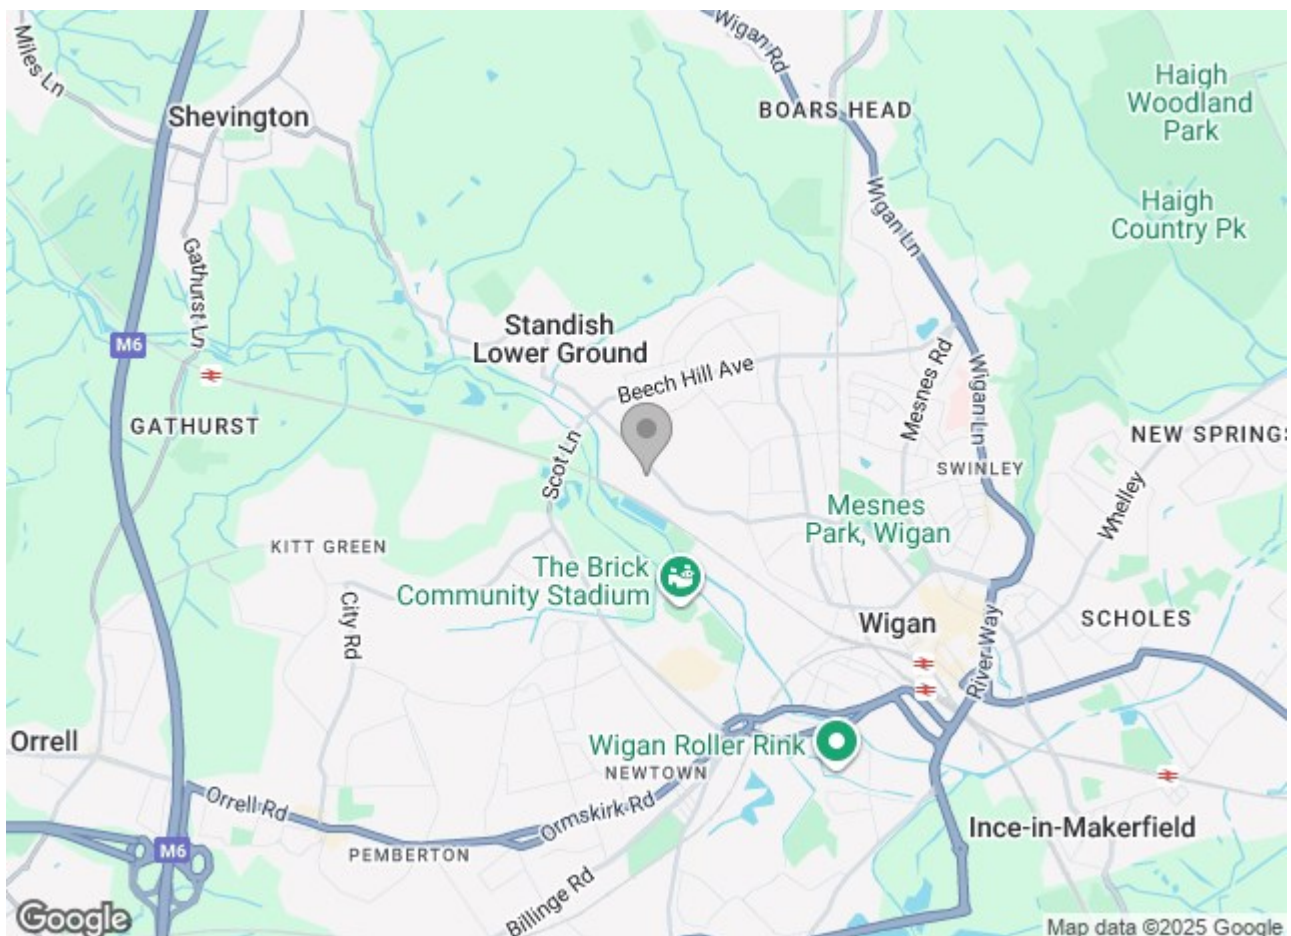 Miles Ln
Shevington
Wigan Rd
BOARS HEAD
Haigh
Woodland
Park
Haigh
Country Pk
Wigan Ln
Gathurst Ln
M6
GATHURST
Standish
Lower Ground
Beech Hill Ave
Mesnes Rd
Wigan Ln
NEW SPRINGS
Scot Ln
SWINLEY
Whelley
Mesnes
Park, Wigan
KITT GREEN
The Brick
Community Stadium
City Rd
Wigan
River Way
SCHOLES
Orrell
Wigan Roller Rink
NEWTOWN
Orrell Rd
Ormskirk Rd
M6
PEMBERTON
Ince-in-Makerfield
Billinge Rd
Google
Map data ©2025 Google